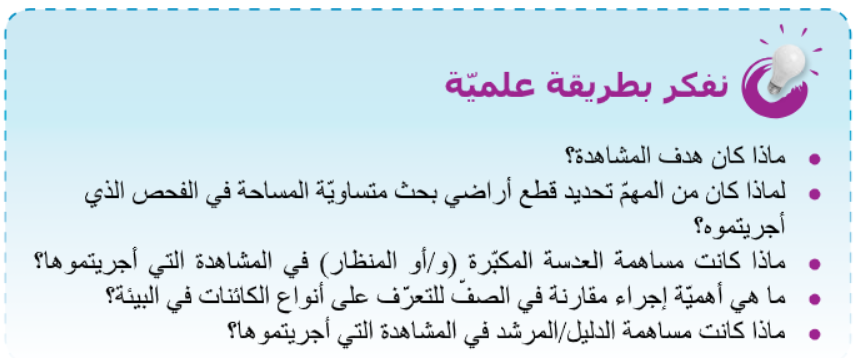 نفكر بطريقة علميّة
• ماذا كان هدف المشاهدة؟
• لماذا كان من المهمّ تحديد قطع أراضي بحث متساويّة المساحة في الفحص الذي
أجريتموه؟
• ماذا كانت مساهمة العدسة المكبّرة (و/أو المنظار) في المشاهدة التي أجريتموها؟
• ما هي أهميّة إجراء مقارنة في الصفّ للتعرّف على أنواع الكائنات في البيئة؟
• ماذا كانت مساهمة الدليل/المرشد في المشاهدة التي أجريتموها؟